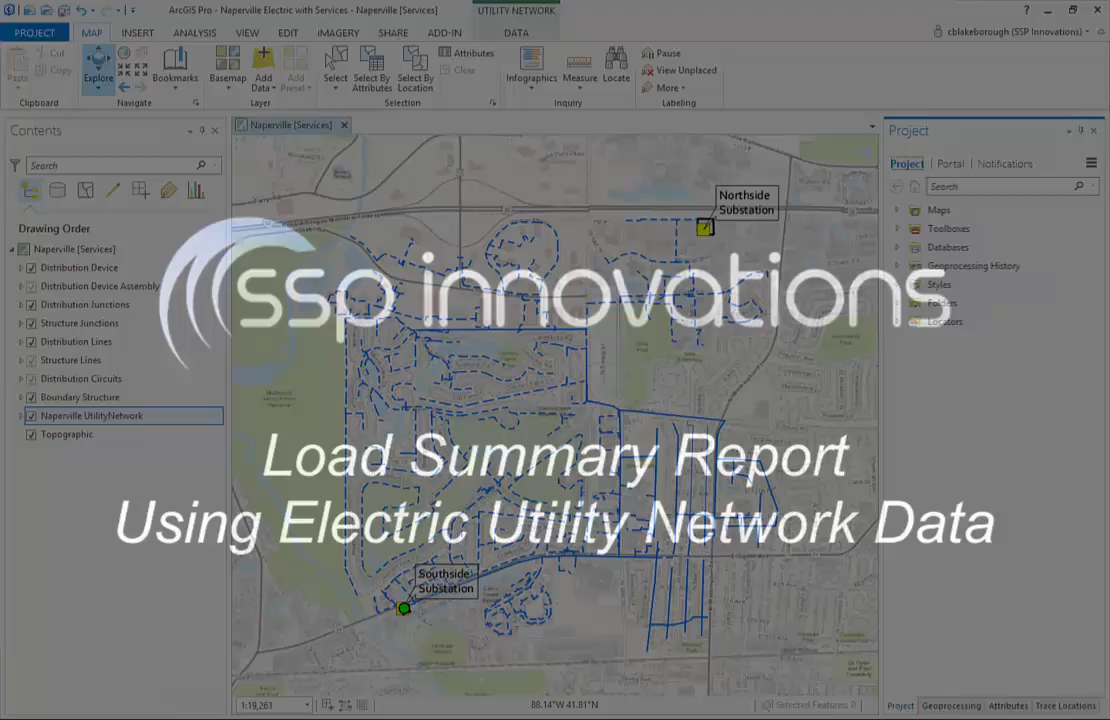 ArcGIS Pro - Naperville Electric with Services - Naperville [Services]
UTILITY NETWORK
PROJECT MAP INSERT ANALYSIS VIEW EDIT IMAGERY SHARE ADD-IN DATA
cblakeborough (SSP Innovations)
Paste
Cut
Copy
Clipboard
Explore
Bookmarks
Navigate
Basemap
Add Data
Add Preset
Layer
Select
Select By Attributes
Select By Location
Attributes
Clear
Selection
Infographics
Measure
Locate
Inquiry
Pause
View Unplaced
More
Labeling
Contents
Search
Drawing Order
Naperville [Services]
Distribution Device
Distribution Device Assembly
Distribution Junctions
Structure Junctions
Distribution Lines
Structure Lines
Distribution Circuits
Boundary Structure
Naperville UtilityNetwork
Topographic
Naperville [Services]
Northside
Substation
ssp innovations
Load Summary Report
Using Electric Utility Network Data
Southside
Substation
1:19,261
88.14°W 41.81°N
Selected Features: 0
Project
Project Portal Notifications
Search
Maps
Toolboxes
Databases
Geoprocessing History
Styles
Folders
Locators
Project Geoprocessing Attributes Trace Locations